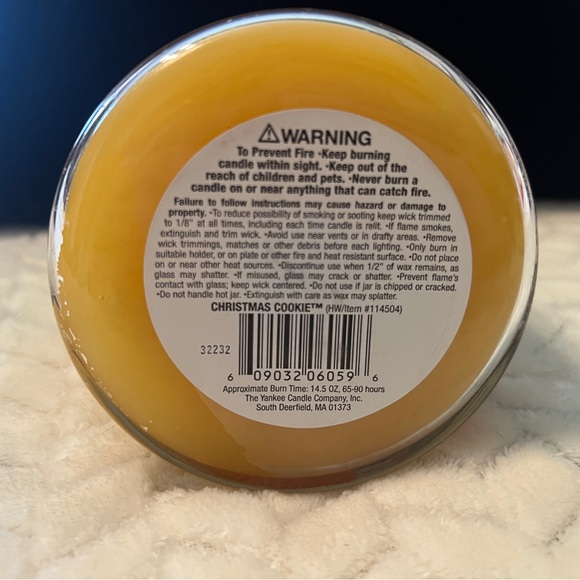 ⚠WARNING
To Prevent Fire •Keep burning
candle within sight. •Keep out of the
reach of children and pets. •Never burn a
candle on or near anything that can catch fire.
Failure to follow instructions may cause hazard or damage to
property. •To reduce possibility of smoking or sooting keep wick trimmed
to 1/8" at all times, including each time candle is relit. •If flame smokes,
extinguish and trim wick. •Avoid use near vents or in drafty areas. •Remove
wick trimmings, matches or other debris before each lighting. •Only burn in
suitable holder, or on plate or other fire and heat resistant surface. •Do not place
on or near other heat sources. •Discontinue use when 1/2" of wax remains, as
glass may shatter. •If misused, glass may crack or shatter. •Prevent flame's
contact with glass; keep wick centered. •Do not use if jar is chipped or cracked.
•Do not handle hot jar. •Extinguish with care as wax may splatter.
CHRISTMAS COOKIE™ (HW/Item #114504)
32232
6 09032 06059 6
Approximate Burn Time: 14.5 OZ, 65-90 hours
The Yankee Candle Company, Inc.
South Deerfield, MA 01373